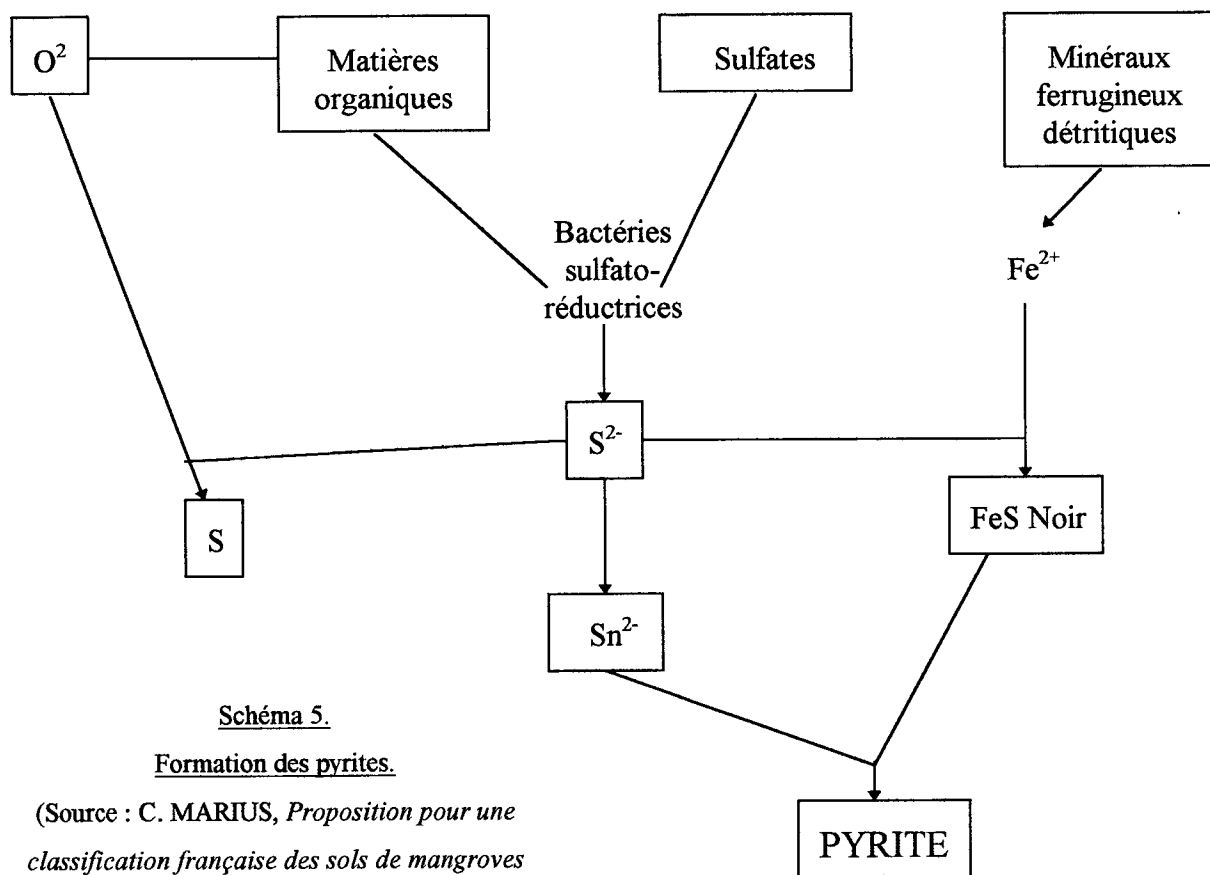 O²
Matières
organiques
Sulfates
Minéraux
ferrugineux
détritiques
Bactéries
sulfato-
réductrices
Fe²⁺
S²⁻
S
FeS Noir
Sn²⁻
Schéma 5.
Formation des pyrites.
(Source : C. MARIUS, Proposition pour une
classification française des sols de mangroves
PYRITE